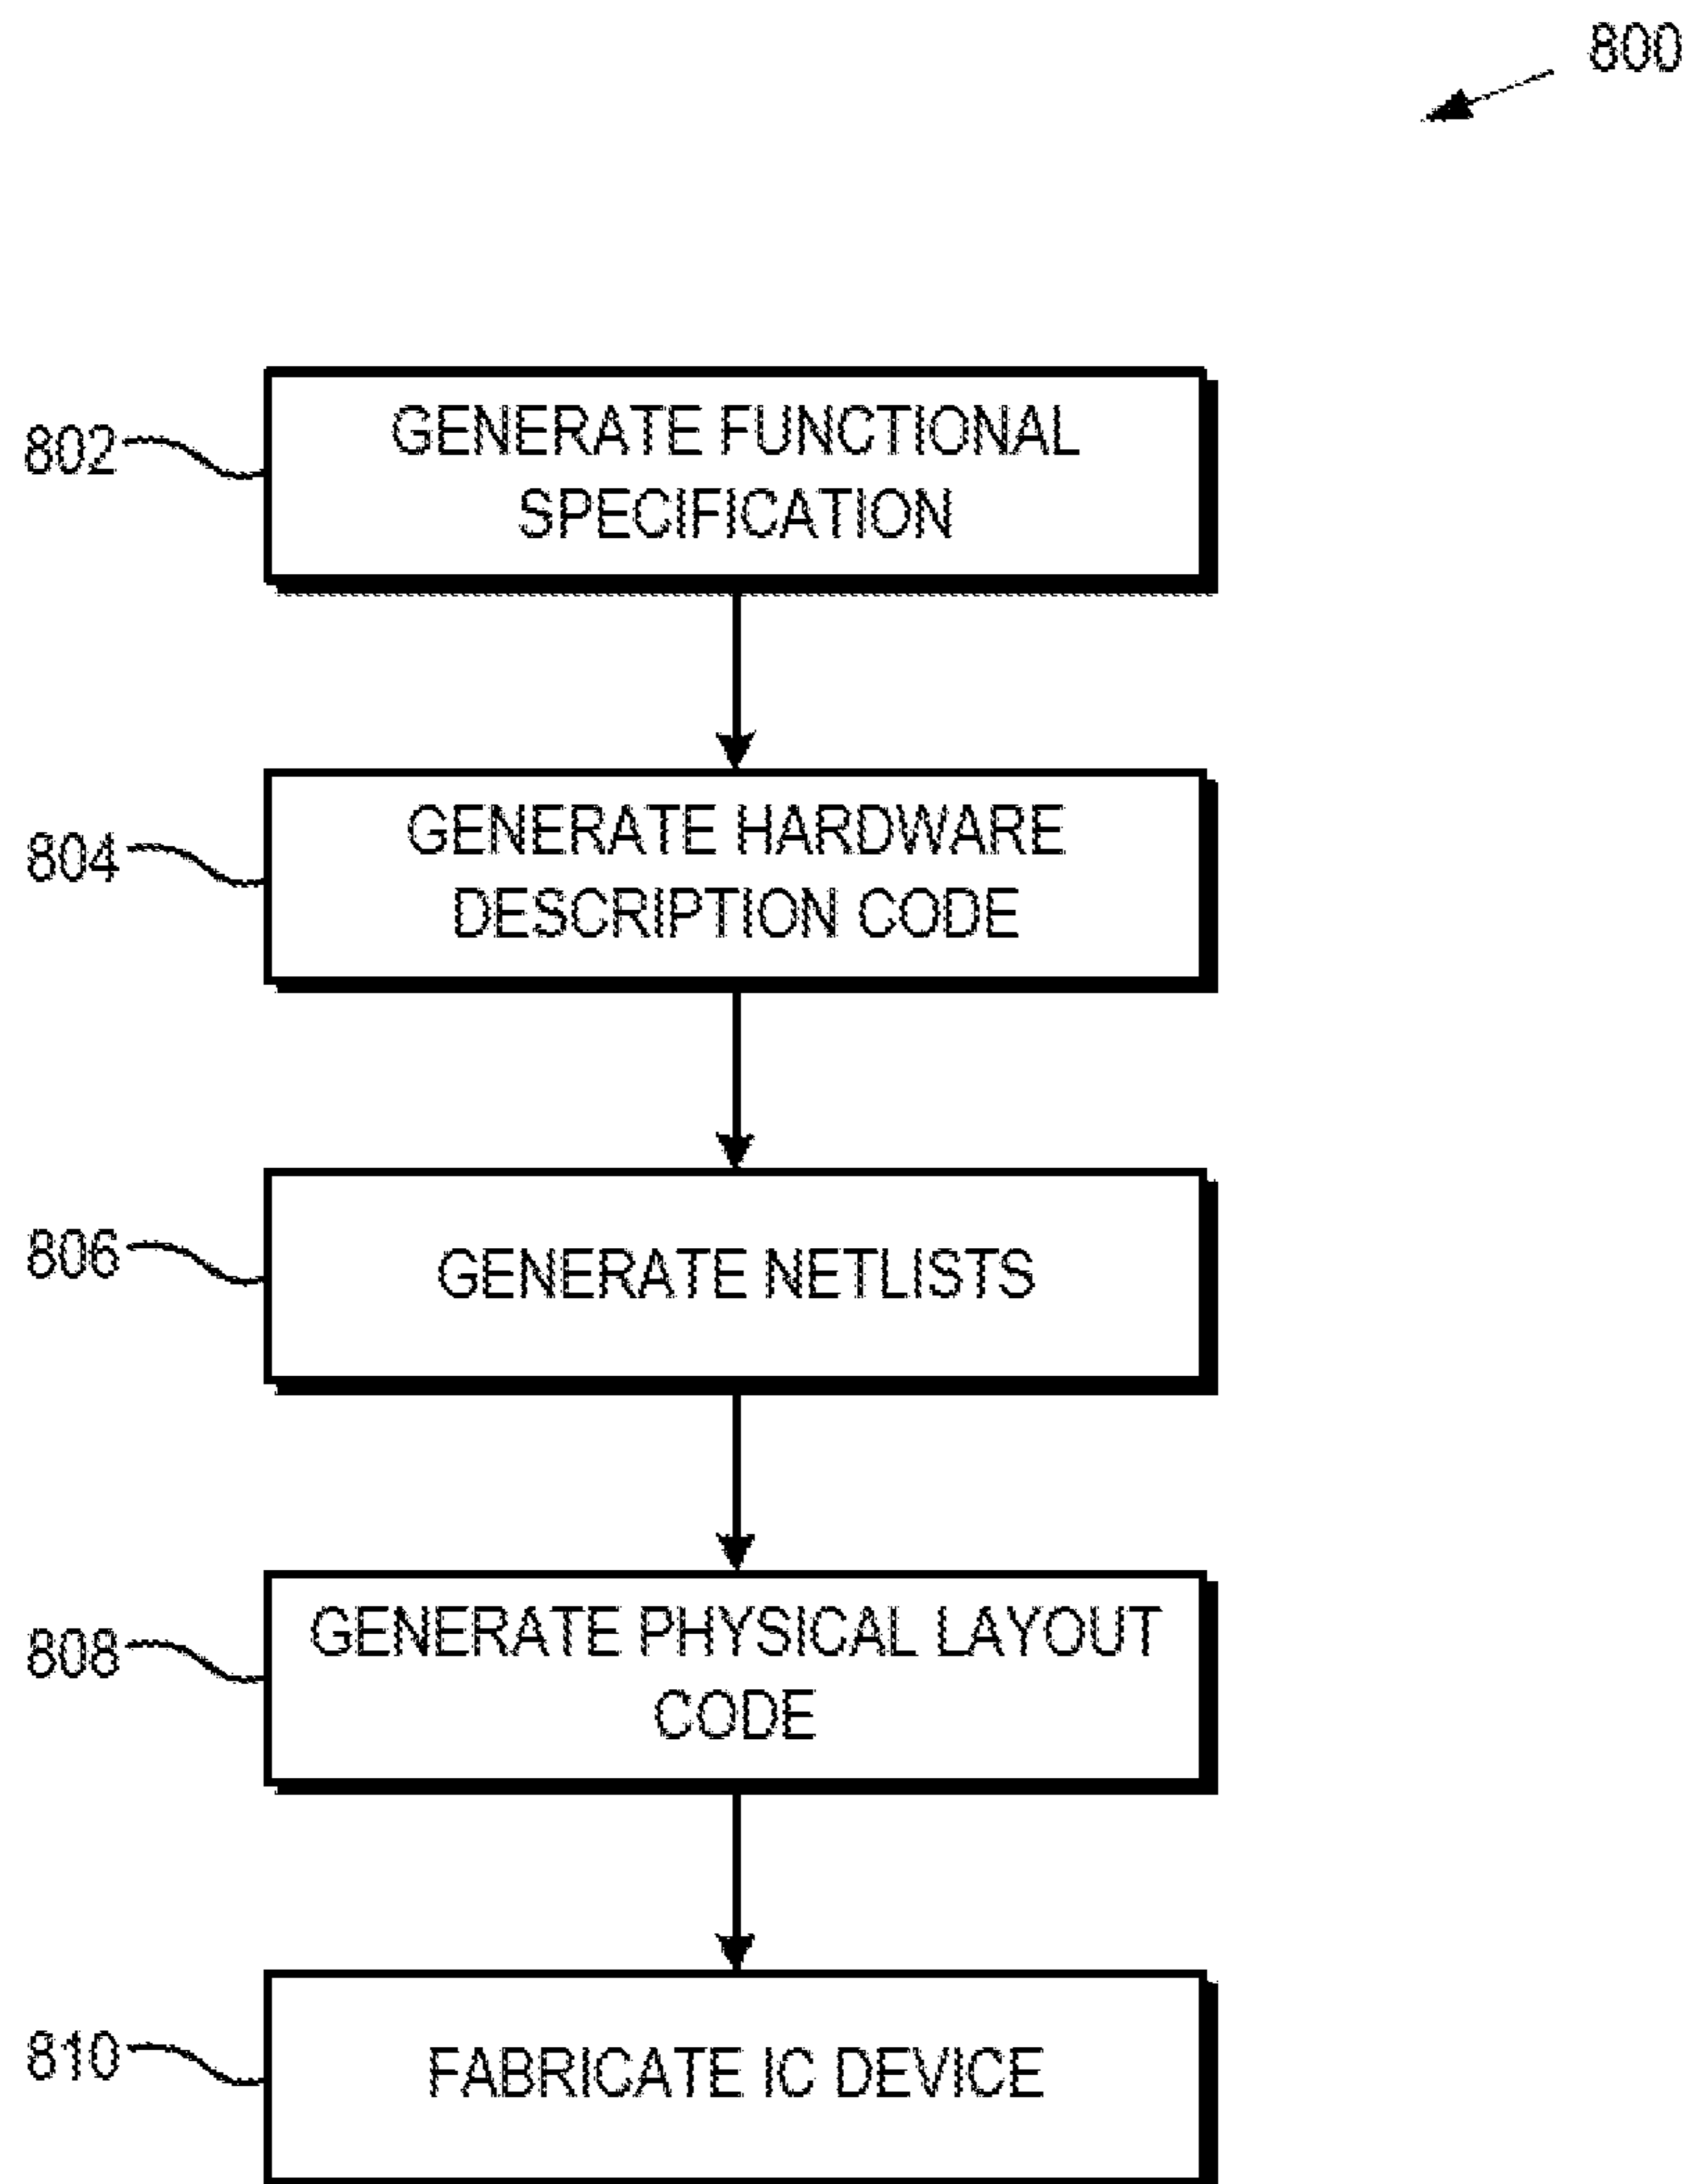 800
802
GENERATE FUNCTIONAL
SPECIFICATION
804
GENERATE HARDWARE
DESCRIPTION CODE
806
GENERATE NETLISTS
808
GENERATE PHYSICAL LAYOUT
CODE
810
FABRICATE IC DEVICE